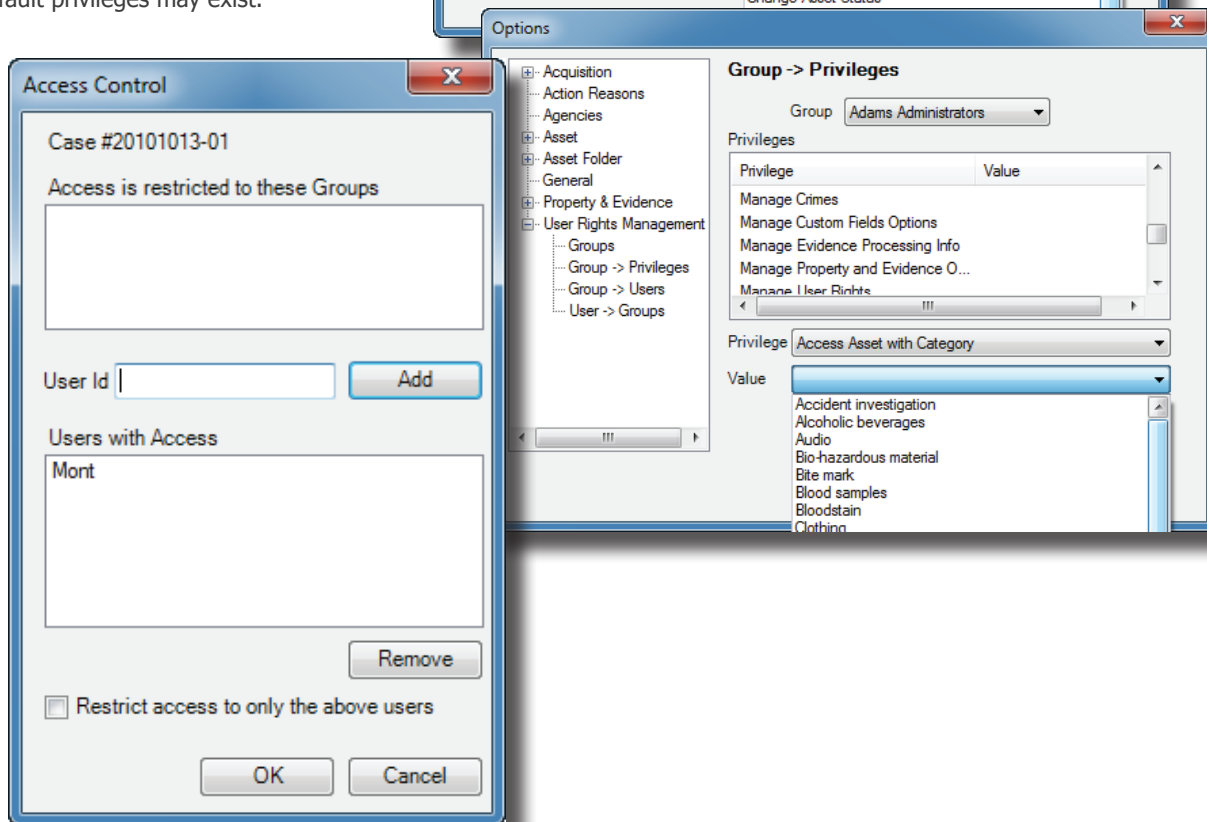 fault privileges may exist.
Change Asset Status
Options
Acquisition
Action Reasons
Agencies
Asset
Asset Folder
General
Property & Evidence
User Rights Management
Groups
Group -> Privileges
Group -> Users
User -> Groups
Group -> Privileges
Group Adams Administrators
Privileges
Privilege Value
Manage Crimes
Manage Custom Fields Options
Manage Evidence Processing Info
Manage Property and Evidence O...
Manage User Rights
Privilege Access Asset with Category
Value
Accident investigation
Alcoholic beverages
Audio
Bio-hazardous material
Bite mark
Blood samples
Bloodstain
Clothing
Access Control
Case #20101013-01
Access is restricted to these Groups
User Id Add
Users with Access
Mont
Remove
Restrict access to only the above users
OK Cancel